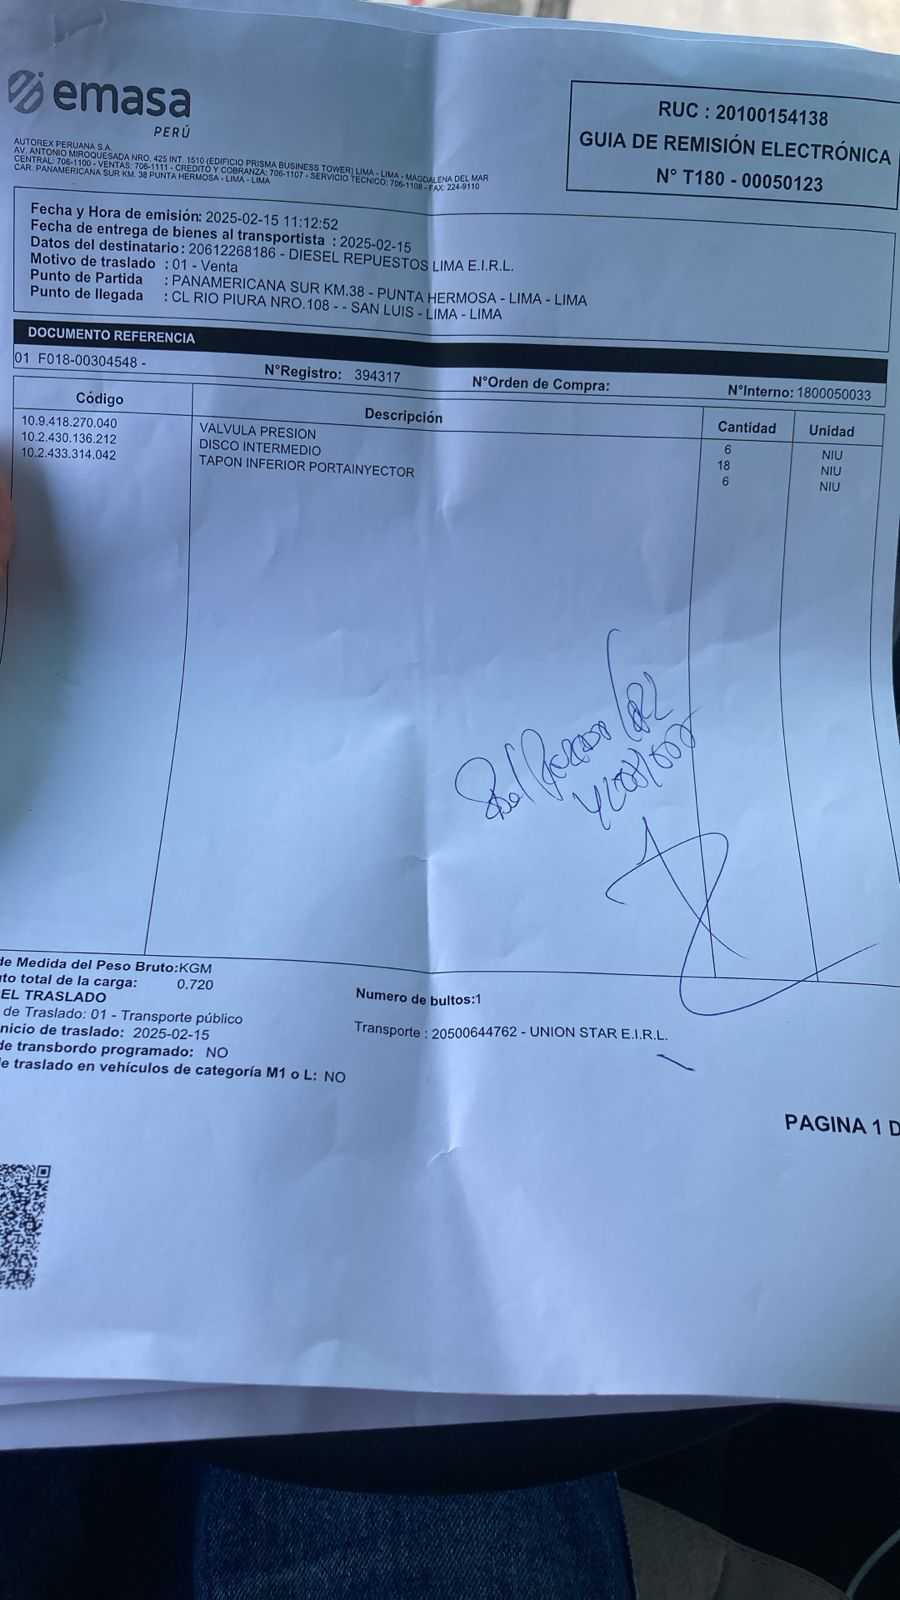 emasa
PERÚ
AUTOREX PERUANA S.A.
AV. ANTONIO MIROQUESADA NRO. 425 INT. 1510 (EDIFICIO PRISMA BUSINESS TOWER) LIMA - LIMA - MAGDALENA DEL MAR
CENTRAL: 706-1100 - VENTAS: 706-1111 - CREDITO Y COBRANZA: 706-1107 - SERVICIO TECNICO: 706-1108 - FAX: 224-9110
CAR. PANAMERICANA SUR KM. 38 PUNTA HERMOSA - LIMA - LIMA
RUC : 20100154138
GUIA DE REMISIÓN ELECTRÓNICA
N° T180 - 00050123
Fecha y Hora de emisión: 2025-02-15 11:12:52
Fecha de entrega de bienes al transportista : 2025-02-15
Datos del destinatario: 20612268186 - DIESEL REPUESTOS LIMA E.I.R.L.
Motivo de traslado : 01 - Venta
Punto de Partida : PANAMERICANA SUR KM.38 - PUNTA HERMOSA - LIMA - LIMA
Punto de llegada : CL RIO PIURA NRO.108 - - SAN LUIS - LIMA - LIMA
DOCUMENTO REFERENCIA
01 F018-00304548 - N°Registro: 394317 N°Orden de Compra: N°Interno: 1800050033
Código Descripción Cantidad Unidad
10.9.418.270.040 VALVULA PRESION 6 NIU
10.2.430.136.212 DISCO INTERMEDIO 18 NIU
10.2.433.314.042 TAPON INFERIOR PORTAINYECTOR 6 NIU
de Medida del Peso Bruto:KGM
to total de la carga: 0.720 Numero de bultos:1
EL TRASLADO
de Traslado: 01 - Transporte público Transporte : 20500644762 - UNION STAR E.I.R.L.
nicio de traslado: 2025-02-15
de transbordo programado: NO
e traslado en vehículos de categoría M1 o L: NO
PAGINA 1 D